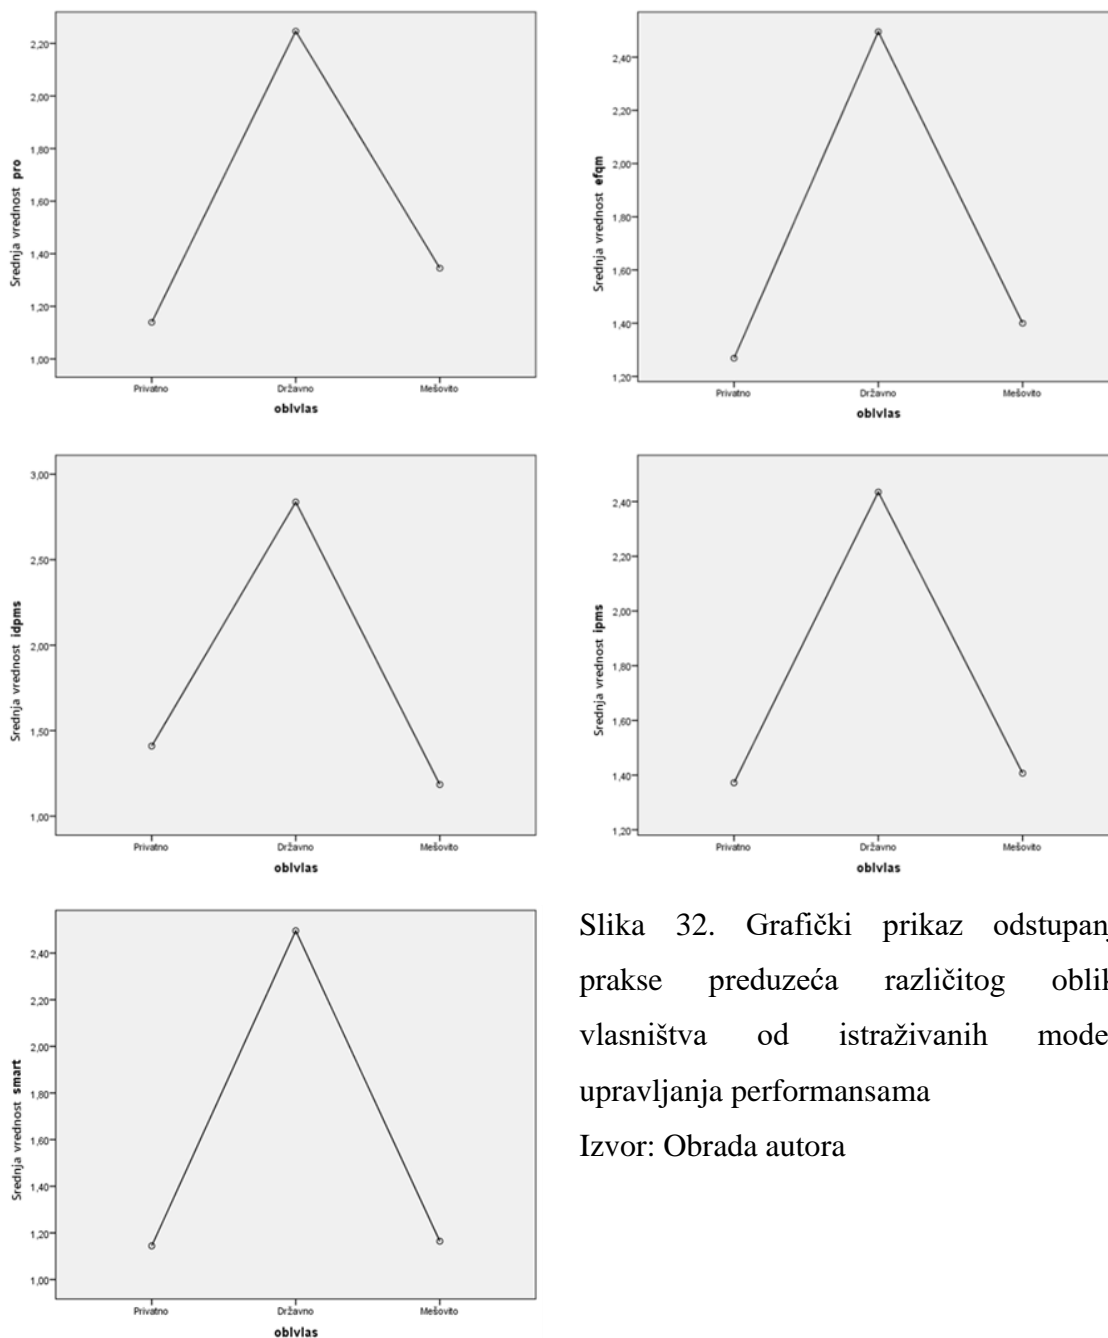 2,20
2,00
1,80
1,60
1,40
1,20
1,00
Srednja vrednost pro
Privatno Državno Mešovito
oblvlas
2,40
2,20
2,00
1,80
1,60
1,40
1,20
Srednja vrednost efqm
Privatno Državno Mešovito
oblvlas
3,00
2,50
2,00
1,50
1,00
Srednja vrednost idpms
Privatno Državno Mešovito
oblvlas
2,40
2,20
2,00
1,80
1,60
1,40
1,20
Srednja vrednost ipms
Privatno Državno Mešovito
oblvlas
2,40
2,20
2,00
1,80
1,60
1,40
1,20
1,00
Srednja vrednost smart
Privatno Državno Mešovito
oblvlas
Slika 32. Grafički prikaz
prakse preduzeća različitog
vlasništva od istraživanih
upravljanja performansama
Izvor: Obrada autora